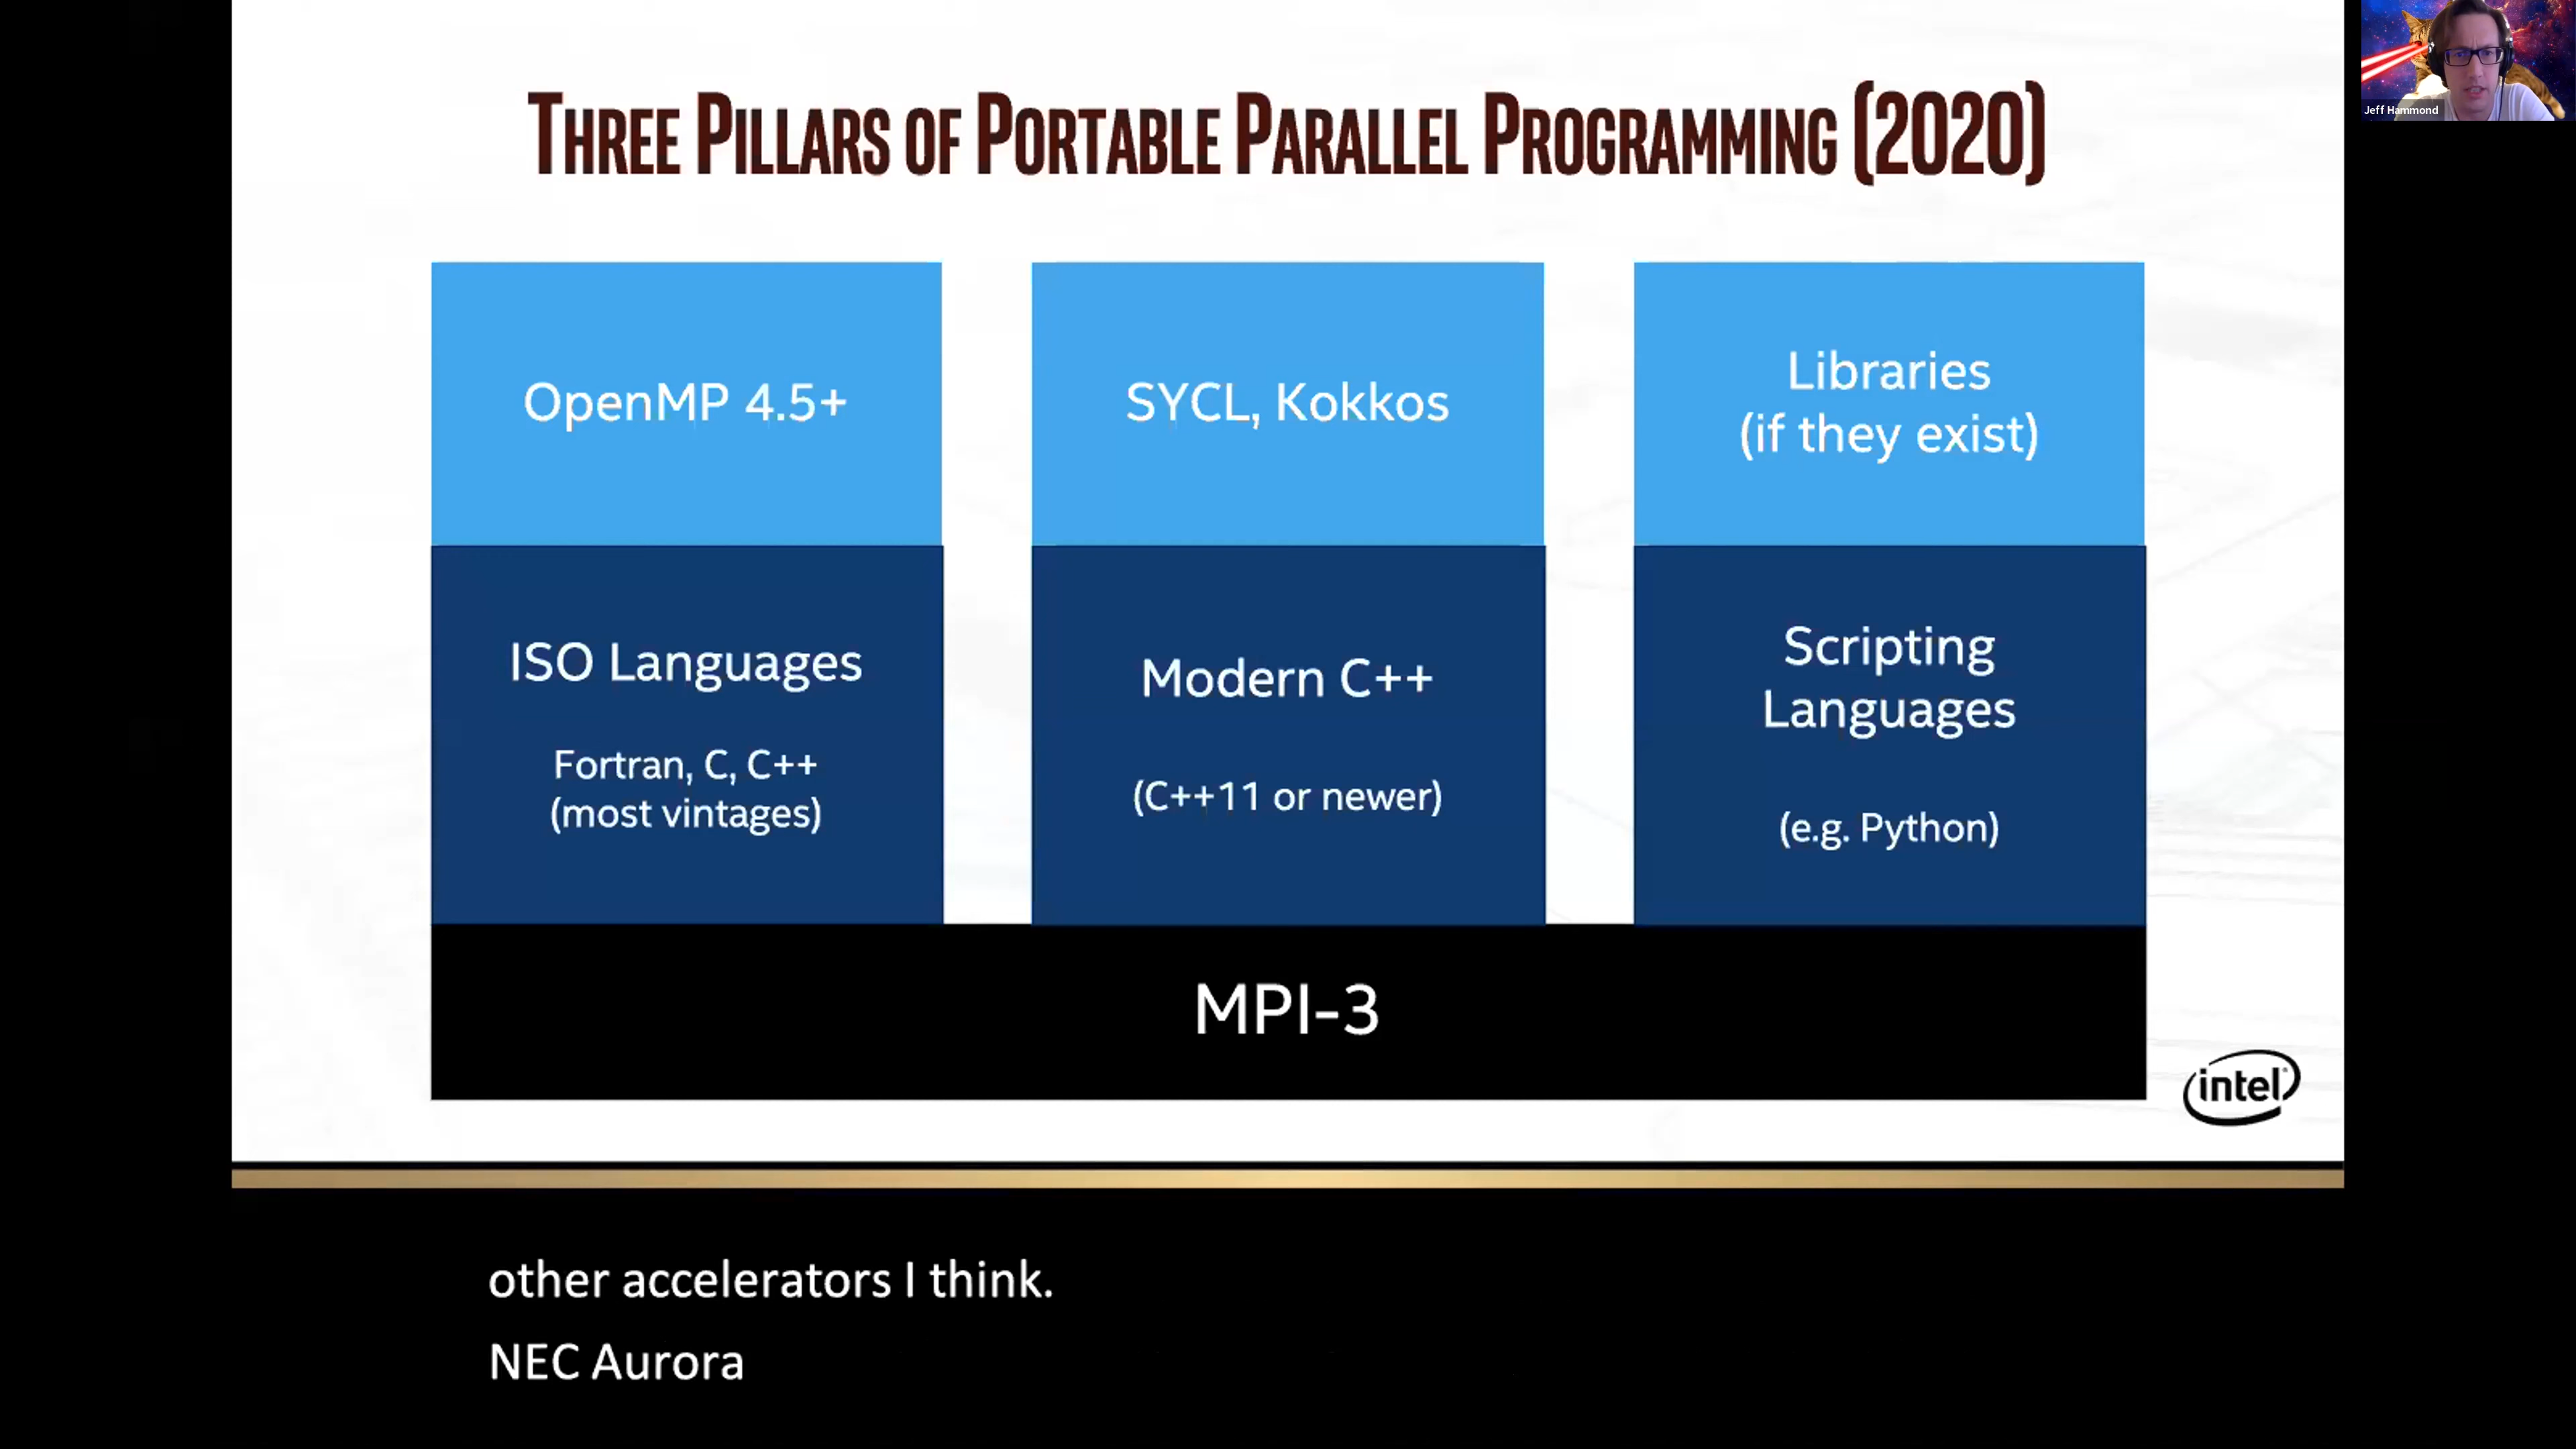 THREE PILLARS OF PORTABLE PARALLEL PROGRAMMING (2020)
Jeff Hammond
OpenMP 4.5+
SYCL, Kokkos
Libraries
(if they exist)
ISO Languages
Fortran, C, C++
(most vintages)
Modern C++
(C++11 or newer)
Scripting
Languages
(e.g. Python)
MPI-3
intel
other accelerators I think.
NEC Aurora